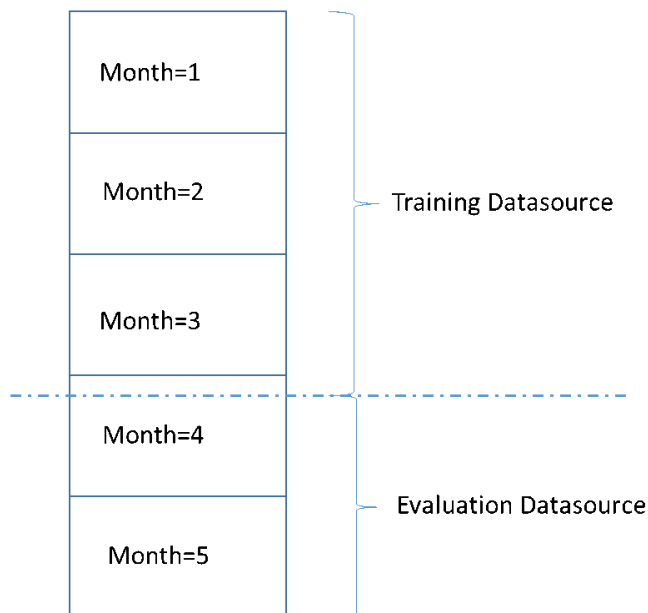 Month=1
Month=2
Training Datasource
Month=3
Month=4
Evaluation Datasource
Month=5